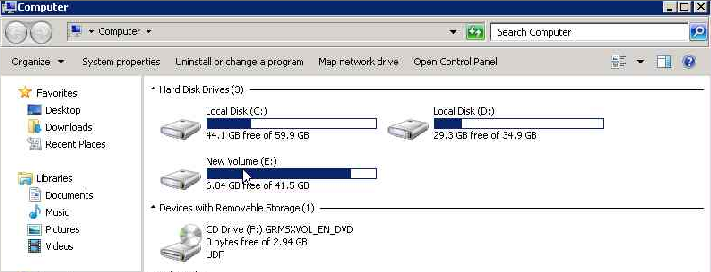 Computer
Computer
Search Computer
Organize System properties Uninstall or change a program Map network drive Open Control Panel
Favorites
Desktop
Downloads
Recent Places
Libraries
Documents
Music
Pictures
Videos
Hard Disk Drives (3)
Local Disk (C:)
44.1 GB free of 59.9 GB
Local Disk (D:)
29.3 GB free of 34.9 GB
New Volume (E:)
GB free of 41.5 GB
Devices with Removable Storage (1)
CD Drive (F:) GRMSXVOL_EN_DVD
0 bytes free of 2.94 GB
UDF